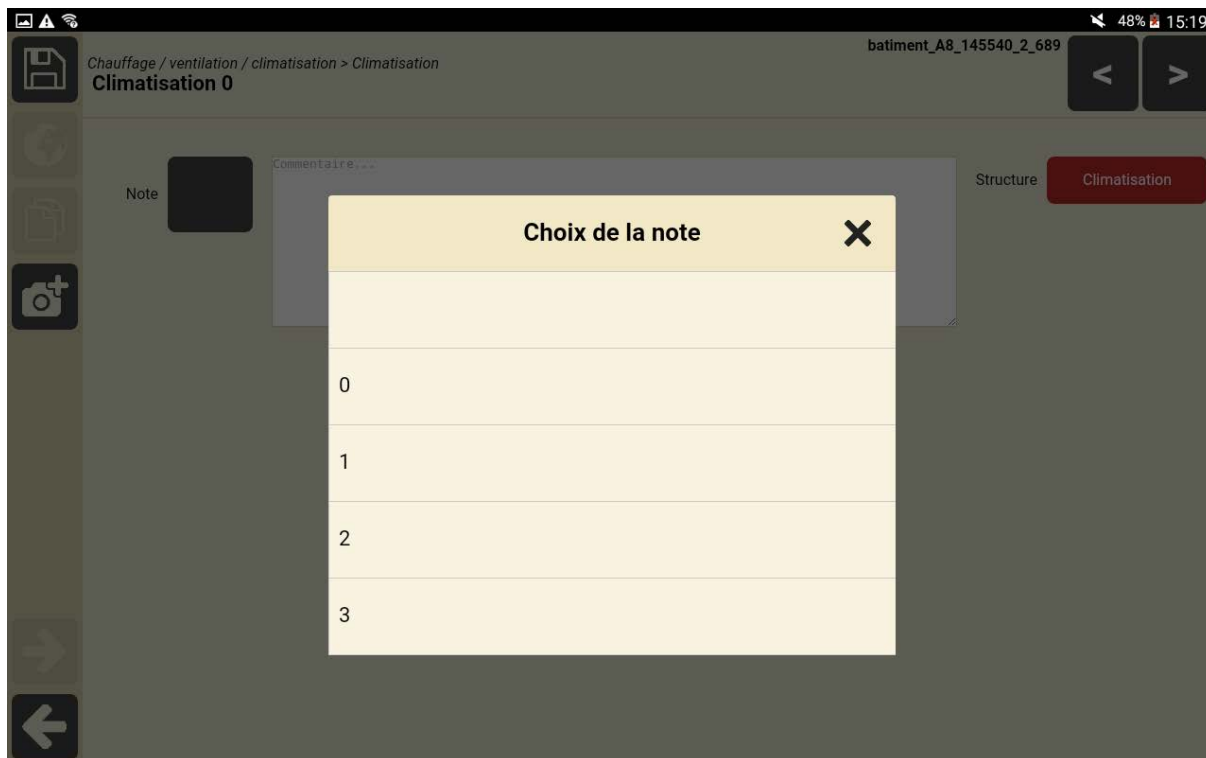 48% 15:19
batiment_A8_145540_2_689
Chauffage / ventilation / climatisation > Climatisation
Climatisation 0
< >
Note
Commentaire...
Structure
Climatisation
Choix de la note
0
1
2
3